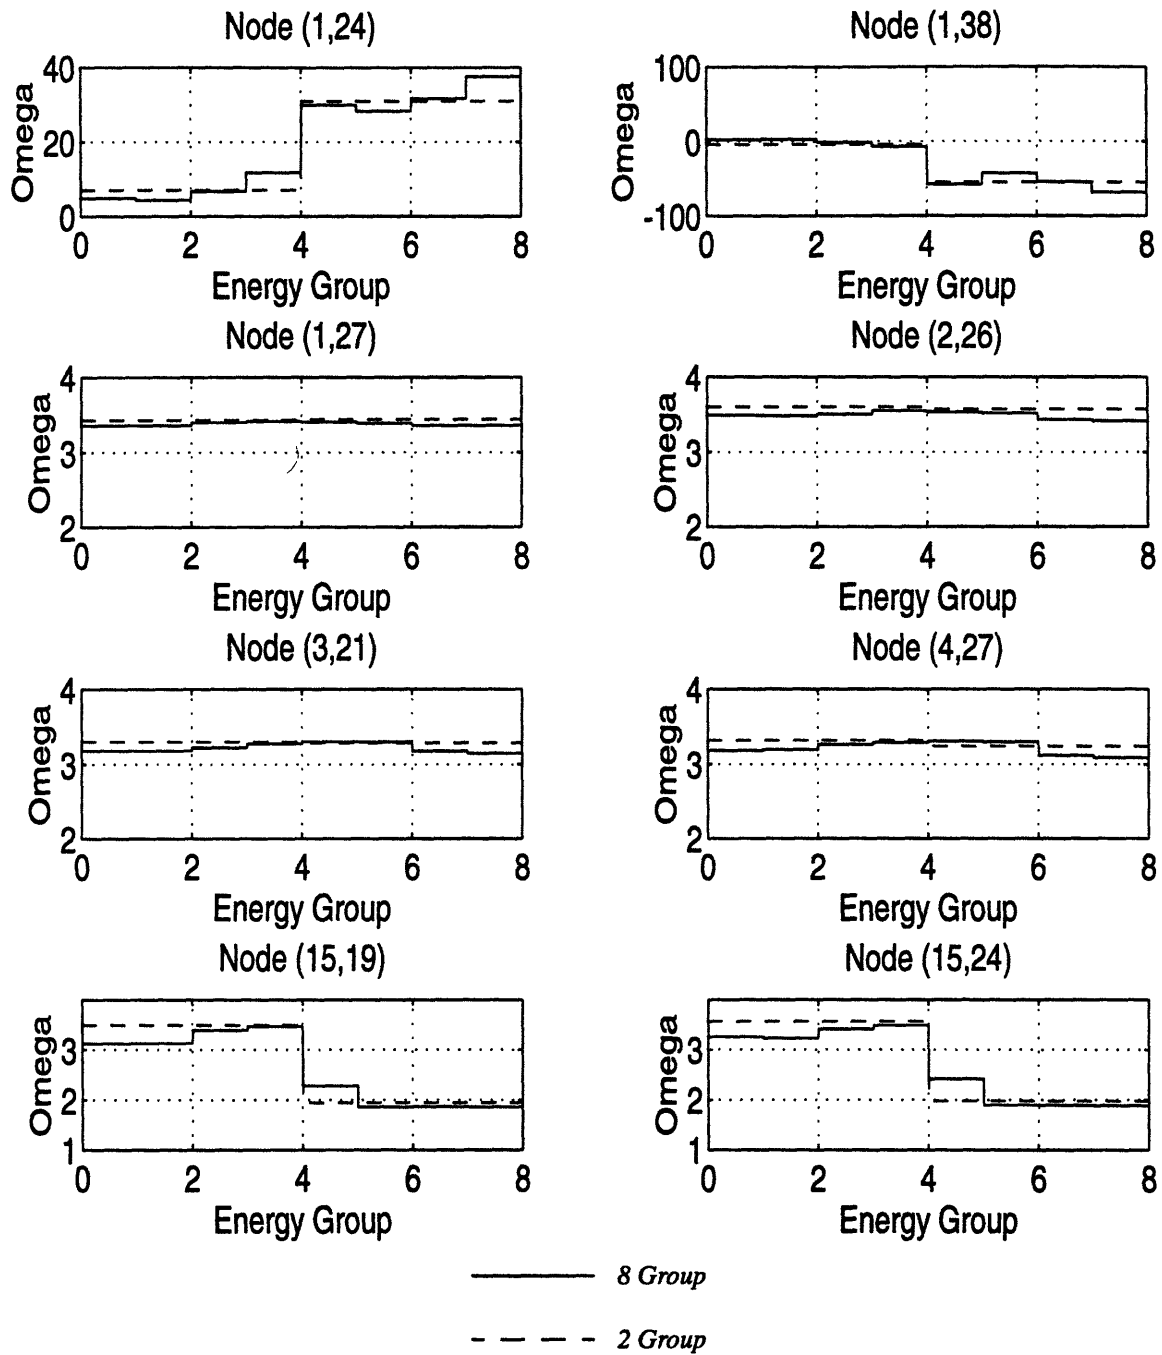 Node (1,24)
40
20
0
Omega
0 2 4 6 8
Energy Group
Node (1,38)
100
0
-100
Omega
0 2 4 6 8
Energy Group
Node (1,27)
4
3
2
Omega
0 2 4 6 8
Energy Group
Node (2,26)
4
3
2
Omega
0 2 4 6 8
Energy Group
Node (3,21)
4
3
2
Omega
0 2 4 6 8
Energy Group
Node (4,27)
4
3
2
Omega
0 2 4 6 8
Energy Group
Node (15,19)
3
2
1
Omega
0 2 4 6 8
Energy Group
Node (15,24)
3
2
1
Omega
0 2 4 6 8
Energy Group
8 Group
2 Group